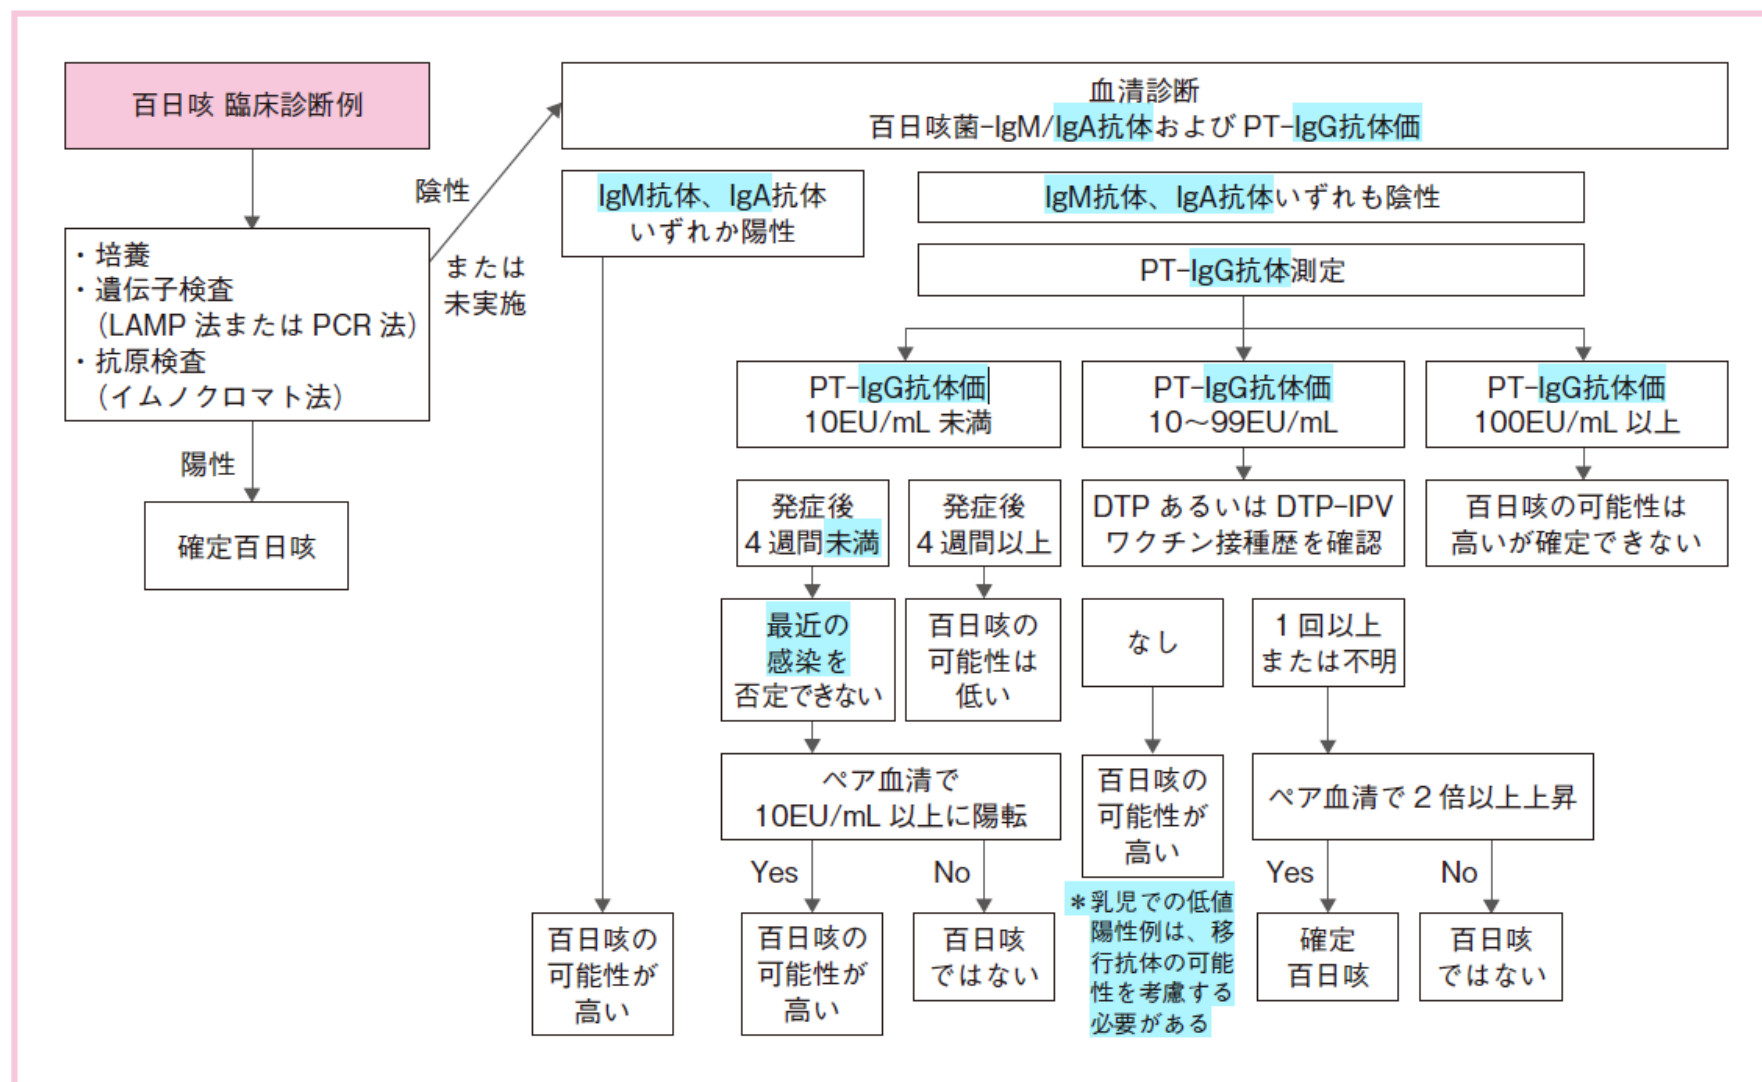 百日咳 臨床診断例
陰性
または
未実施
・培養
・遺伝子検査
（LAMP 法または PCR 法）
・抗原検査
（イムノクロマト法）
陽性
確定百日咳
血清診断
百日咳菌–IgM/IgA抗体および PT–IgG抗体価
IgM抗体、IgA抗体
いずれか陽性
IgM抗体、IgA抗体いずれも陰性
PT–IgG抗体測定
PT–IgG抗体価
10EU/mL 未満
PT–IgG抗体価
10〜99EU/mL
PT–IgG抗体価
100EU/mL 以上
発症後
4 週間未満
発症後
4 週間以上
DTP あるいは DTP–IPV
ワクチン接種歴を確認
百日咳の可能性は
高いが確定できない
最近の
感染を
否定できない
百日咳の
可能性は
低い
なし
1 回以上
または不明
ペア血清で
10EU/mL 以上に陽転
百日咳の
可能性が
高い
ペア血清で 2 倍以上上昇
Yes
No
Yes
No
百日咳の
可能性が
高い
百日咳の
可能性が
高い
百日咳
ではない
＊乳児での低値
陽性例は、移
行抗体の可能
性を考慮する
必要がある
確定
百日咳
百日咳
ではない